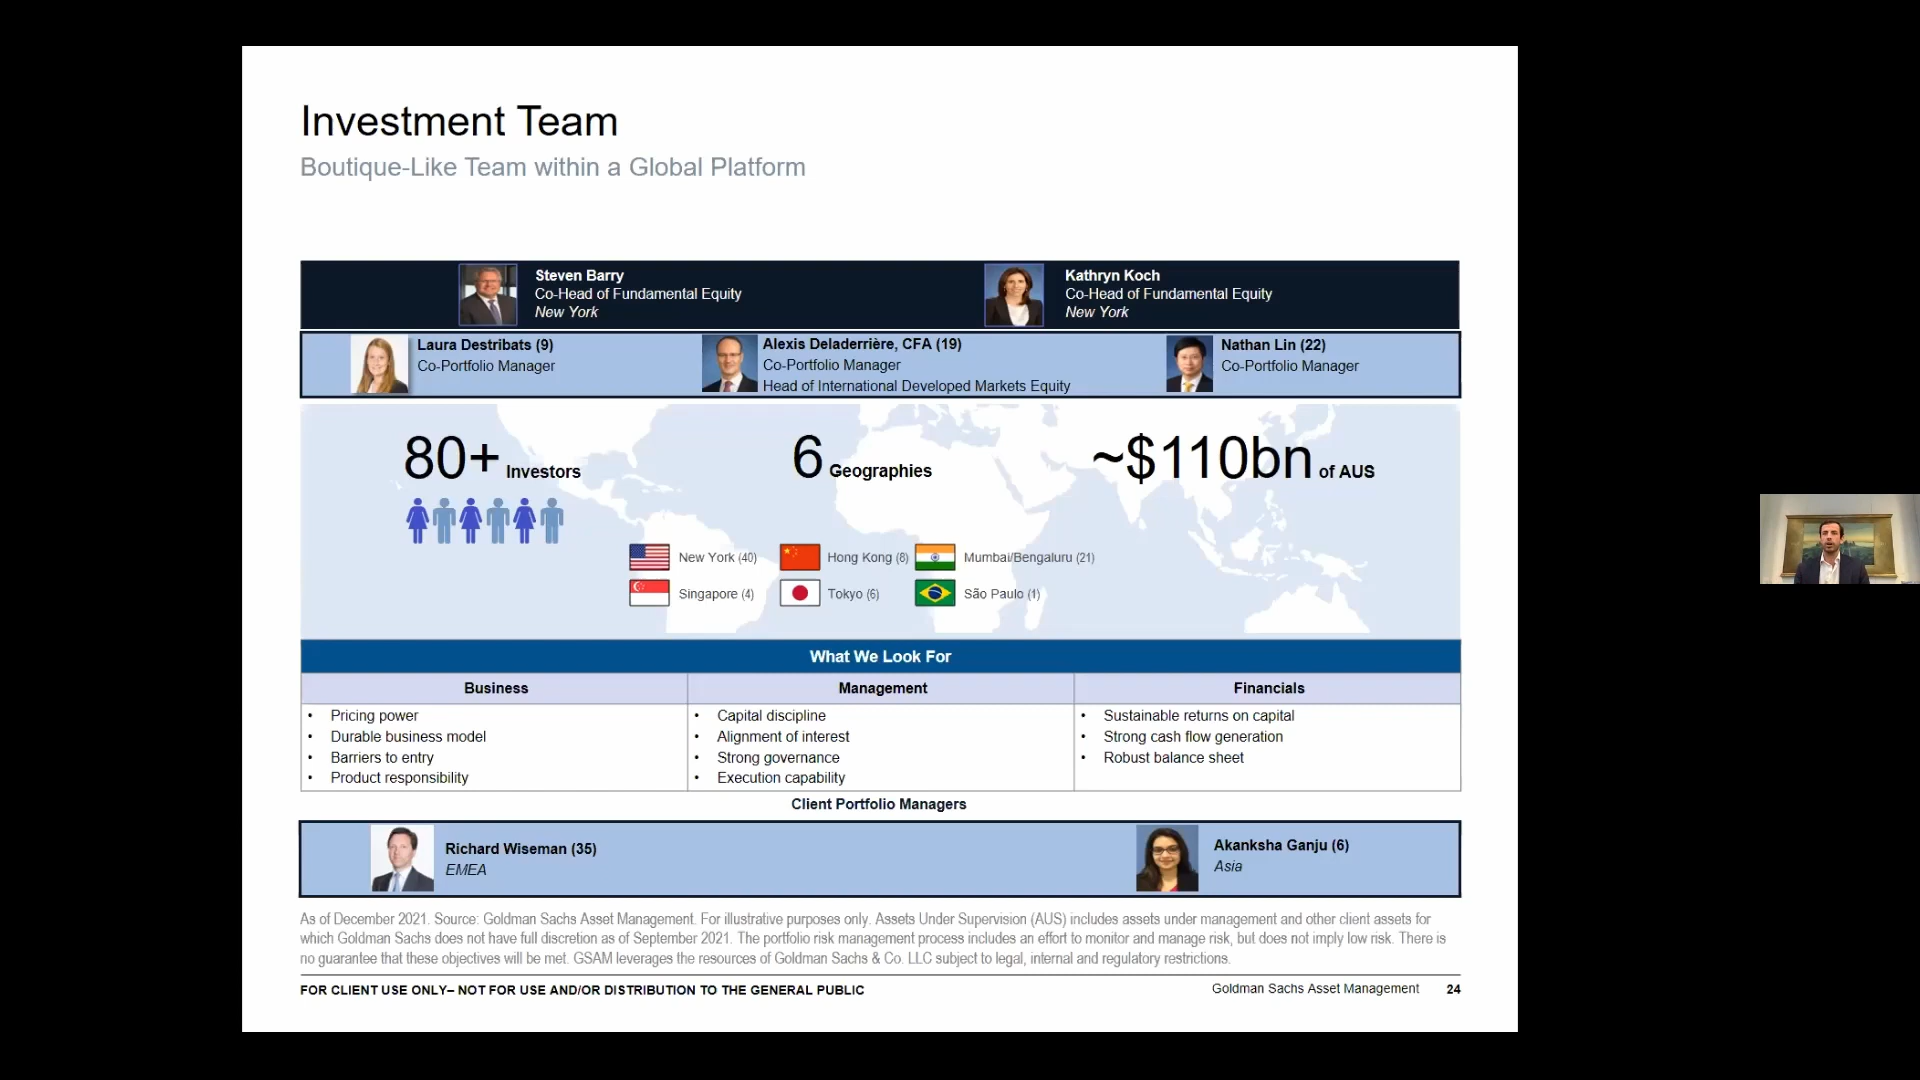 Investment Team
Boutique-Like Team within a Global Platform
Steven Barry
Co-Head of Fundamental Equity
New York
Kathryn Koch
Co-Head of Fundamental Equity
New York
Laura Destribats (9)
Co-Portfolio Manager
Alexis Deladerrière, CFA (19)
Co-Portfolio Manager
Head of International Developed Markets Equity
Nathan Lin (22)
Co-Portfolio Manager
80+ Investors
6 Geographies
~$110bn of AUS
New York (40)
Hong Kong (8)
Mumbai/Bengaluru (21)
Singapore (4)
Tokyo (6)
São Paulo (1)
What We Look For
Business
Management
Financials
• Pricing power
• Durable business model
• Barriers to entry
• Product responsibility
• Capital discipline
• Alignment of interest
• Strong governance
• Execution capability
• Sustainable returns on capital
• Strong cash flow generation
• Robust balance sheet
Client Portfolio Managers
Richard Wiseman (35)
EMEA
Akanksha Ganju (6)
Asia
As of December 2021. Source: Goldman Sachs Asset Management. For illustrative purposes only. Assets Under Supervision (AUS) includes assets under management and other client assets for
which Goldman Sachs does not have full discretion as of September 2021. The portfolio risk management process includes an effort to monitor and manage risk, but does not imply low risk. There is
no guarantee that these objectives will be met. GSAM leverages the resources of Goldman Sachs & Co. LLC subject to legal, internal and regulatory restrictions.
FOR CLIENT USE ONLY– NOT FOR USE AND/OR DISTRIBUTION TO THE GENERAL PUBLIC
Goldman Sachs Asset Management 24